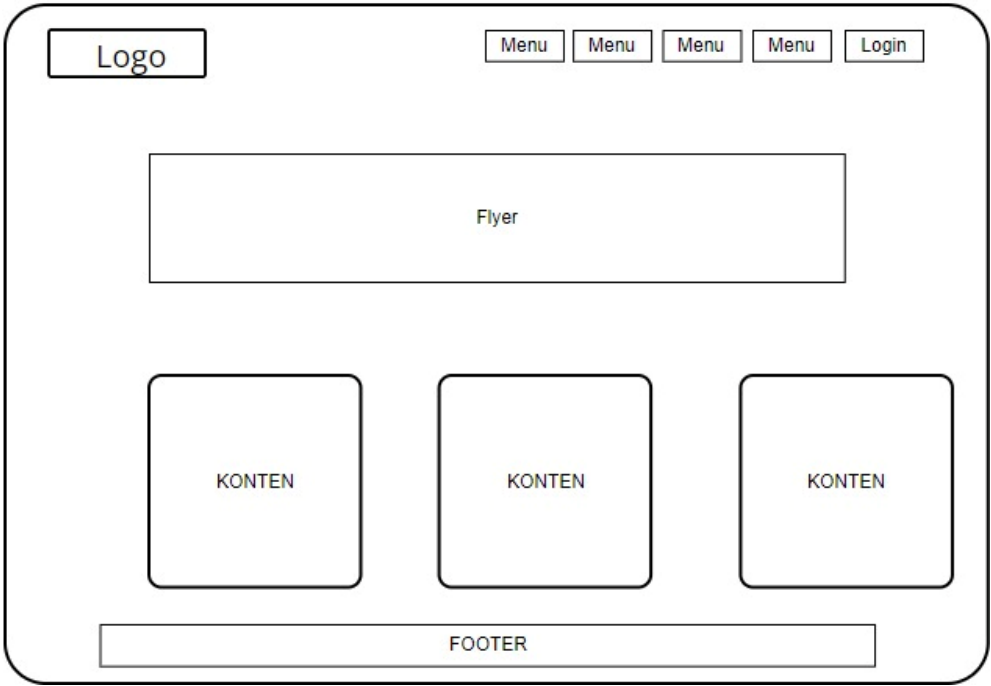 Logo
Menu Menu Menu Menu Login
Flyer
KONTEN KONTEN KONTEN
FOOTER